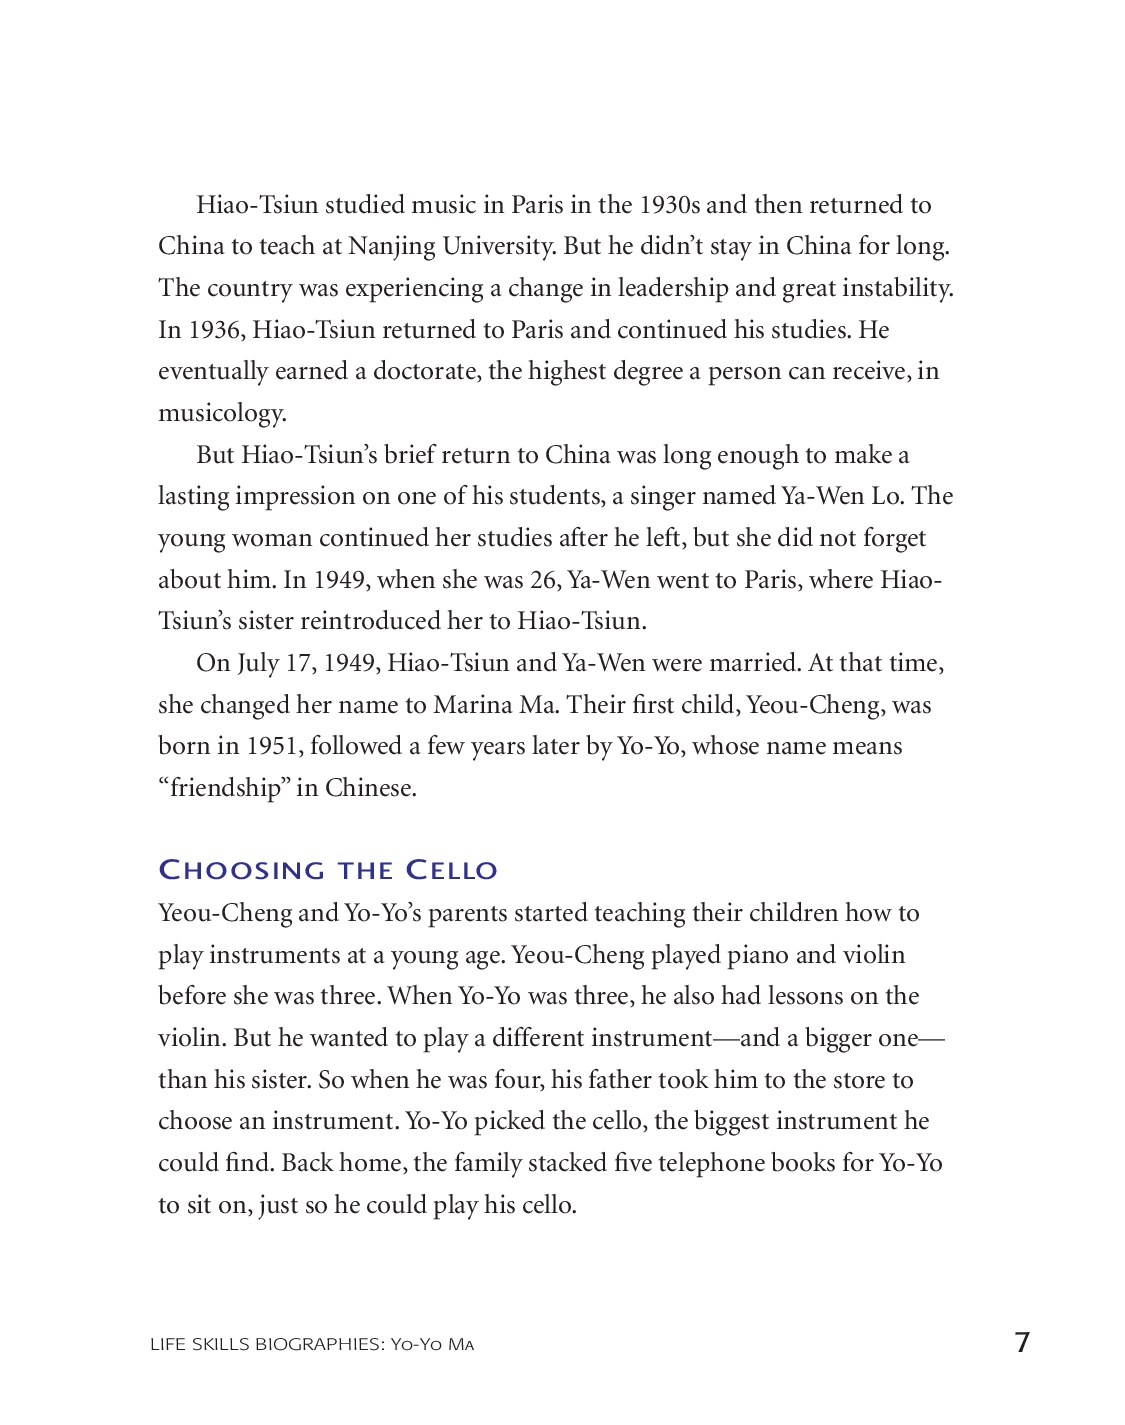 Hiao-Tsiun studied music in Paris in the 1930s and then returned to
China to teach at Nanjing University. But he didn’t stay in China for long.
The country was experiencing a change in leadership and great instability.
In 1936, Hiao-Tsiun returned to Paris and continued his studies. He
eventually earned a doctorate, the highest degree a person can receive, in
musicology.
But Hiao-Tsiun’s brief return to China was long enough to make a
lasting impression on one of his students, a singer named Ya-Wen Lo. The
young woman continued her studies after he left, but she did not forget
about him. In 1949, when she was 26, Ya-Wen went to Paris, where Hiao-
Tsiun’s sister reintroduced her to Hiao-Tsiun.
On July 17, 1949, Hiao-Tsiun and Ya-Wen were married. At that time,
she changed her name to Marina Ma. Their first child, Yeou-Cheng, was
born in 1951, followed a few years later by Yo-Yo, whose name means
“friendship” in Chinese.
Choosing the Cello
Yeou-Cheng and Yo-Yo’s parents started teaching their children how to
play instruments at a young age. Yeou-Cheng played piano and violin
before she was three. When Yo-Yo was three, he also had lessons on the
violin. But he wanted to play a different instrument—and a bigger one—
than his sister. So when he was four, his father took him to the store to
choose an instrument. Yo-Yo picked the cello, the biggest instrument he
could find. Back home, the family stacked five telephone books for Yo-Yo
to sit on, just so he could play his cello.
LIFE SKILLS BIOGRAPHIES: Yo-Yo Ma 7